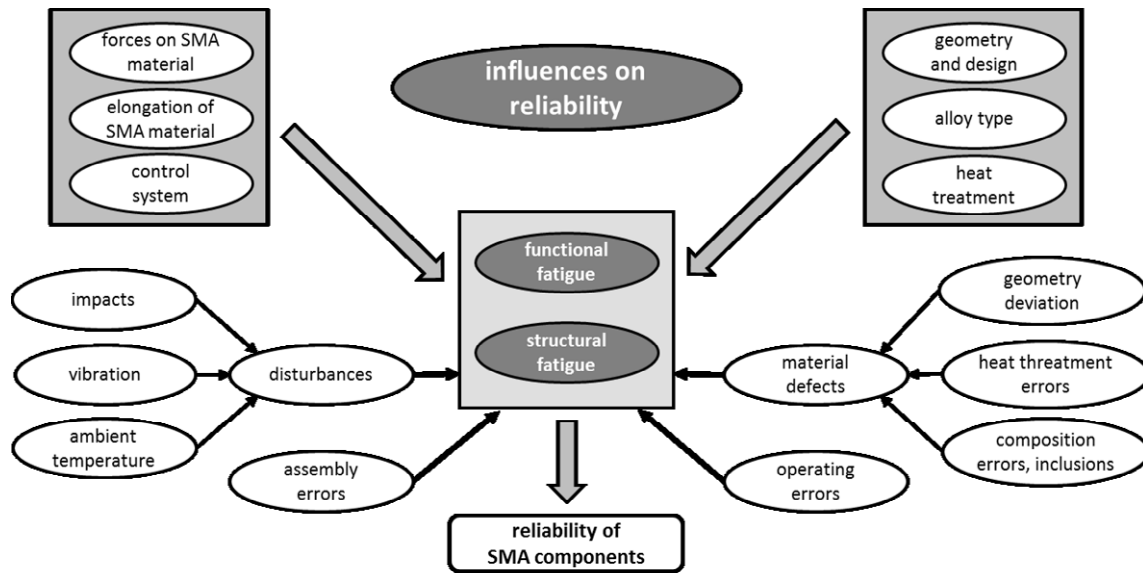 forces on SMA
material
elongation of
SMA material
control
system
influences on
reliability
geometry
and design
alloy type
heat
treatment
functional
fatigue
structural
fatigue
impacts
vibration
ambient
temperature
disturbances
assembly
errors
material
defects
operating
errors
geometry
deviation
heat threatment
errors
composition
errors, inclusions
reliability of
SMA components